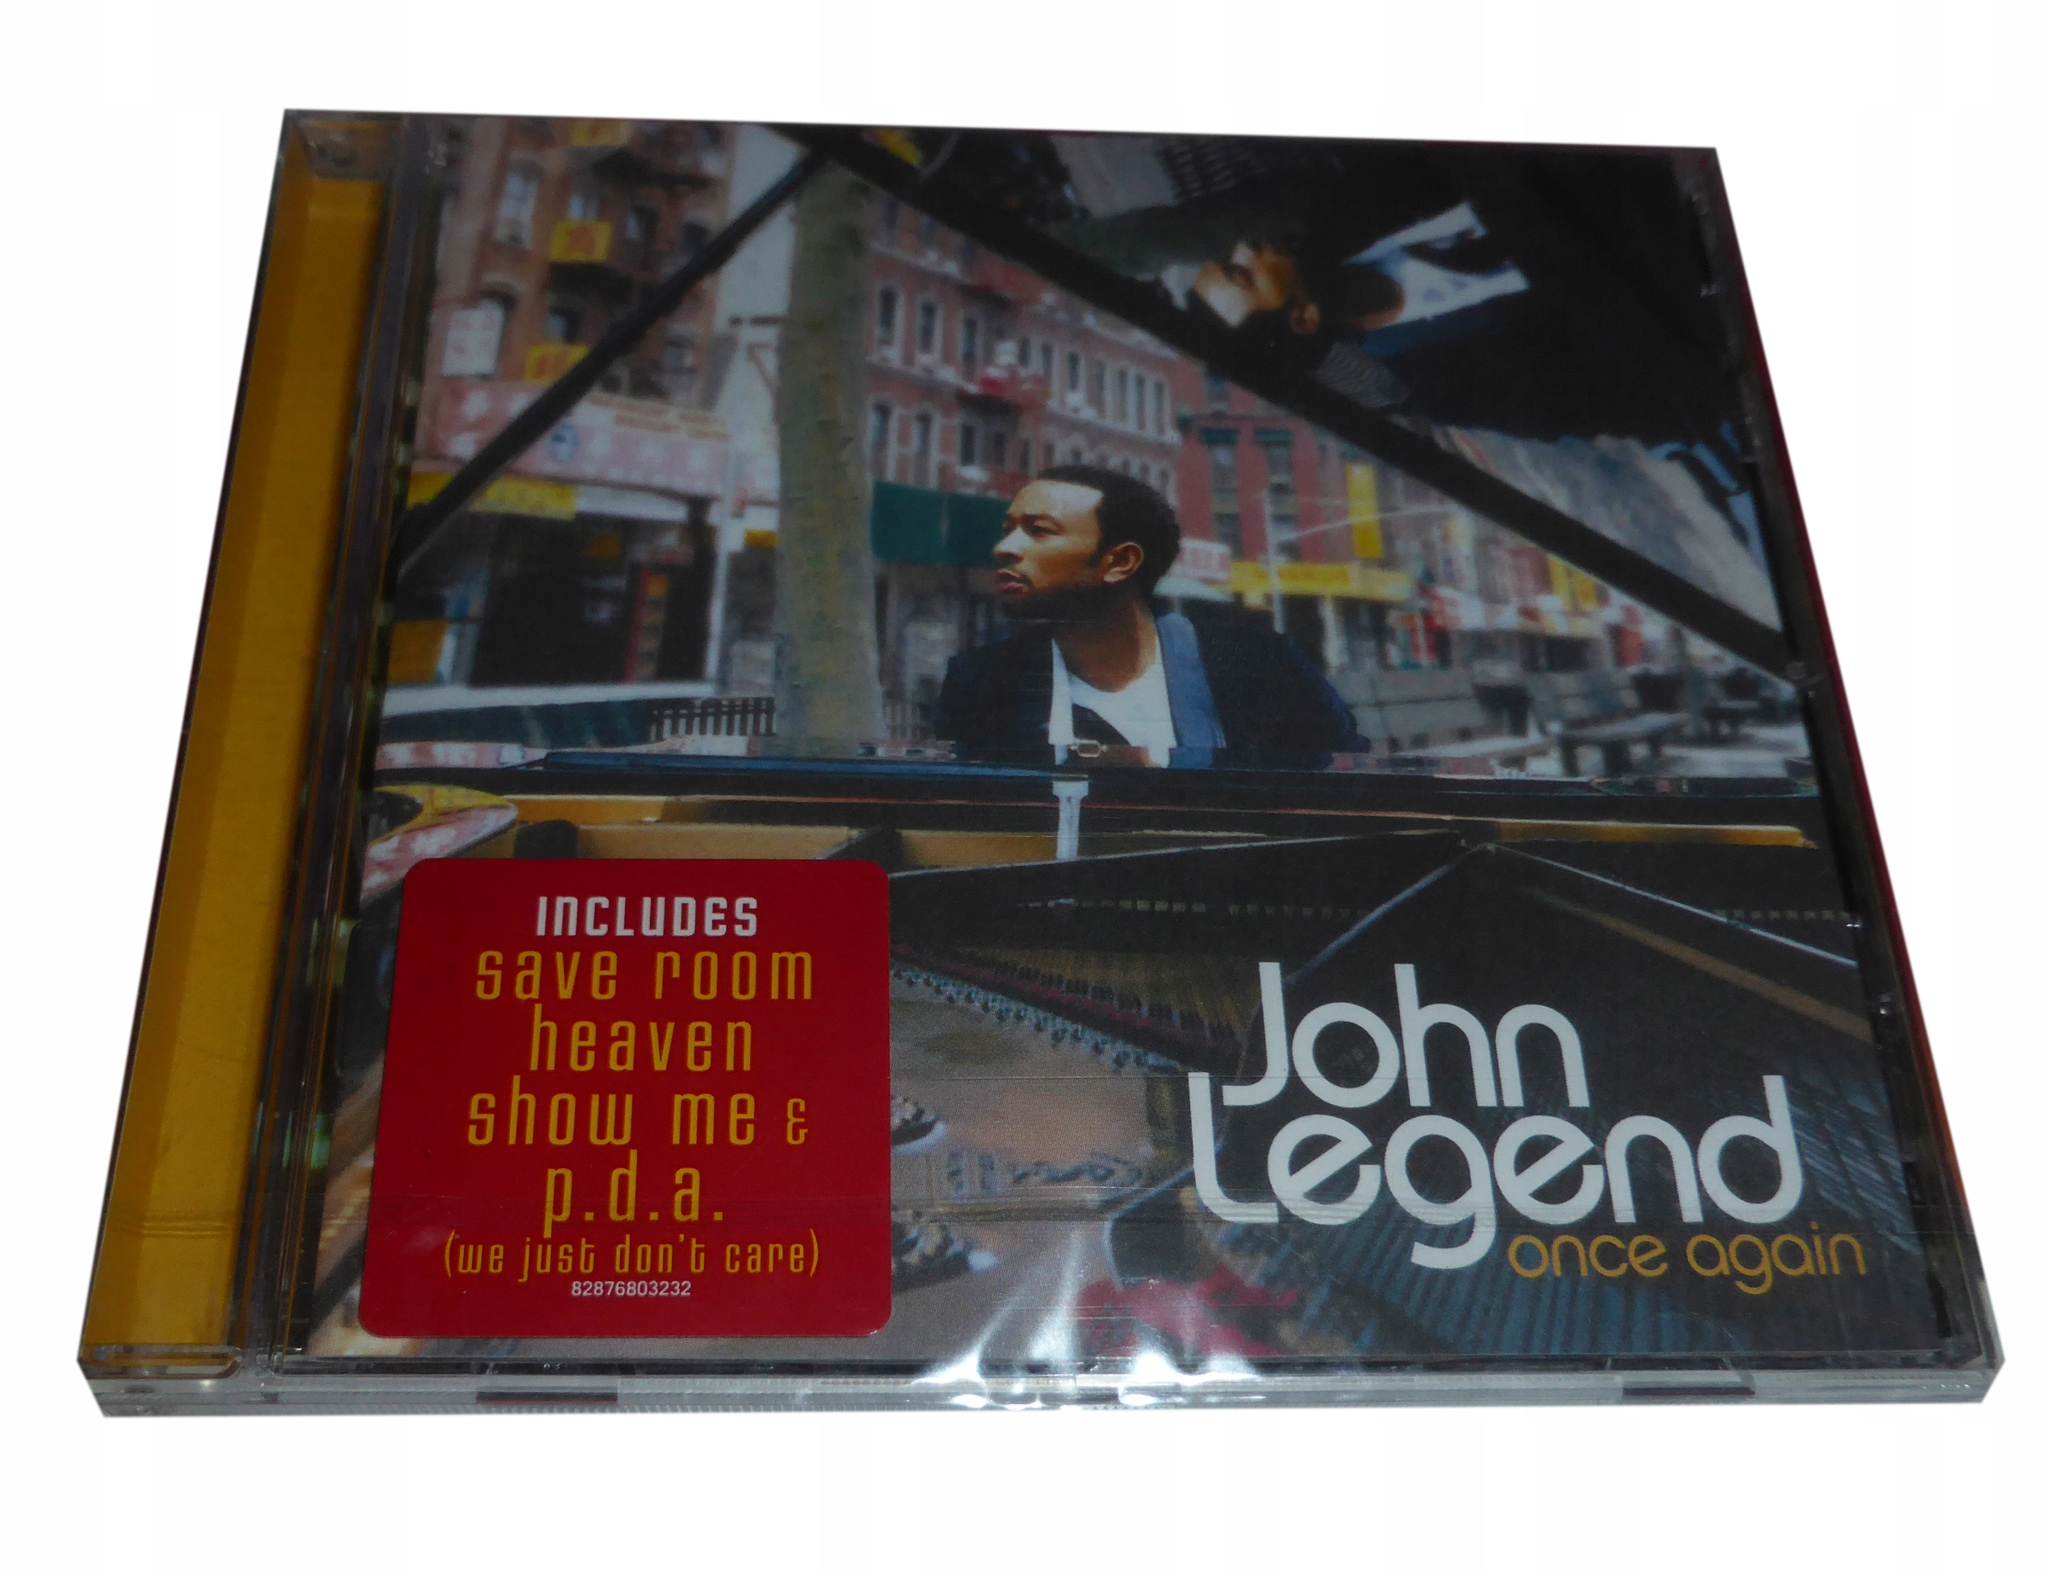 INCLUDES
save room
heaven
show me &
p.d.a.
(we just don't care)
82876803232
John
Legend
once again